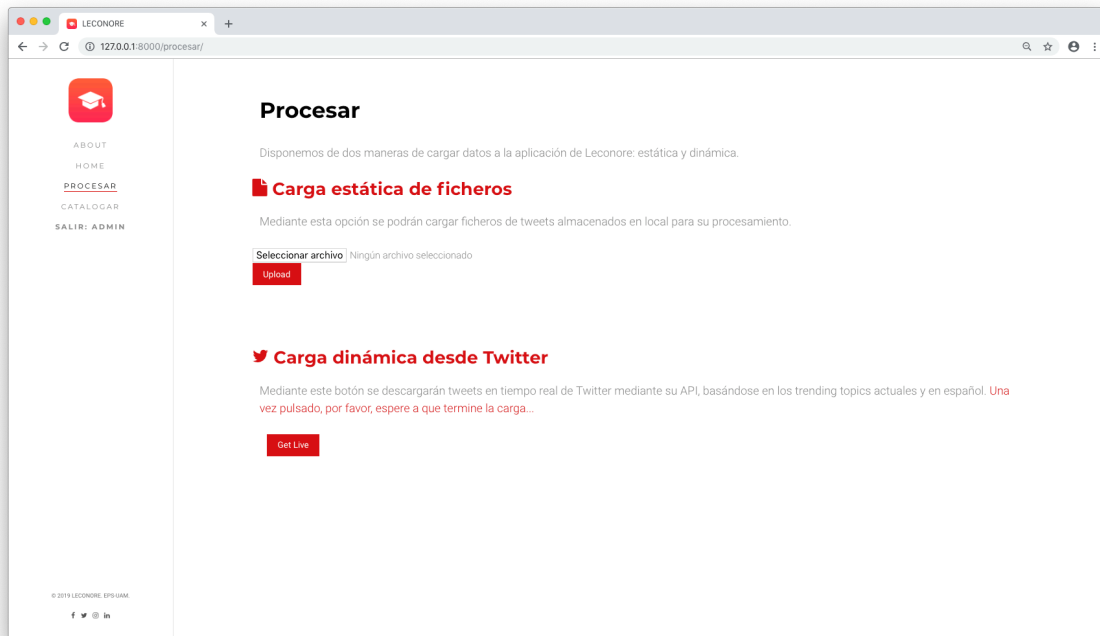 LECONORE
127.0.0.1:8000/procesar/
ABOUT
HOME
PROCESAR
CATALOGAR
SALIR: ADMIN
Procesar
Disponemos de dos maneras de cargar datos a la aplicación de Leconore: estática y dinámica.
Carga estática de ficheros
Mediante esta opción se podrán cargar ficheros de tweets almacenados en local para su procesamiento.
Seleccionar archivo Ningún archivo seleccionado
Upload
Carga dinámica desde Twitter
Mediante este botón se descargarán tweets en tiempo real de Twitter mediante su API, basándose en los trending topics actuales y en español. Una
vez pulsado, por favor, espere a que termine la carga...
Get Live
© 2019 LECONORE. EPS-UAM.